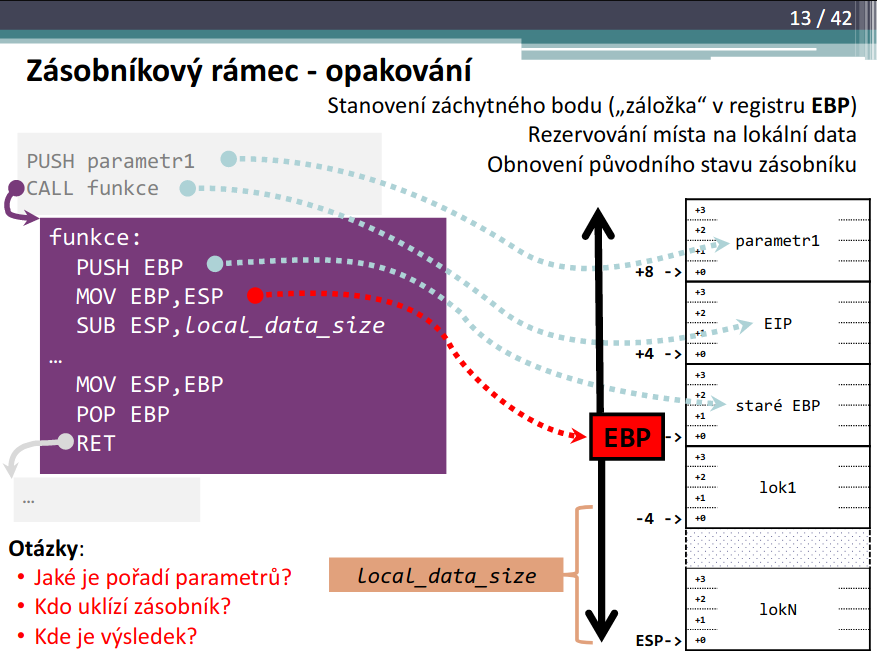 13 / 42
Zásobníkový rámec - opakování
Stanovení záchytného bodu („záložka“ v registru EBP)
Rezervování místa na lokální data
Obnovení původního stavu zásobníku
PUSH parametr1
CALL funkce
funkce:
PUSH EBP
MOV EBP,ESP
SUB ESP,local_data_size
…
MOV ESP,EBP
POP EBP
RET
…
Otázky:
• Jaké je pořadí parametrů?
• Kdo uklízí zásobník?
• Kde je výsledek?
local_data_size
+3
+2
+1
parametr1
+8 -> +0
+3
+2
+1
EIP
+4 -> +0
+3
+2
+1
staré EBP
EBP -> +0
+3
+2
+1
lok1
-4 -> +0
+3
+2
+1
lokN
ESP-> +0